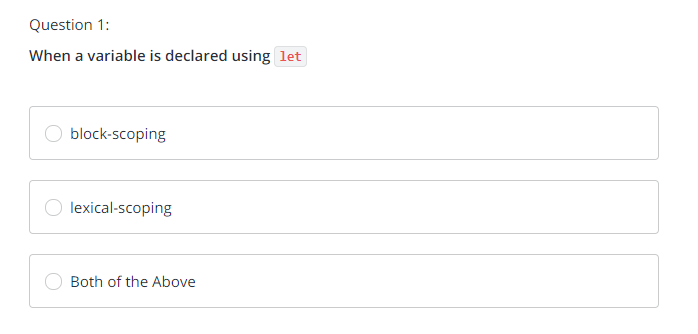 Question 1:
When a variable is declared using let
block-scoping
lexical-scoping
Both of the Above